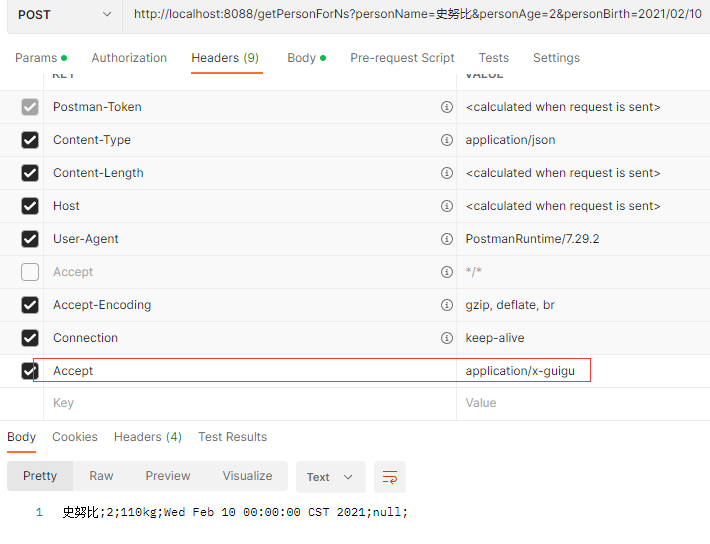 POST http://localhost:8088/getPersonForNs?personName=史努比&personAge=2&personBirth=2021/02/10
Params Authorization Headers (9) Body Pre-request Script Tests Settings
KEY VALUE
Postman-Token <calculated when request is sent>
Content-Type application/json
Content-Length <calculated when request is sent>
Host <calculated when request is sent>
User-Agent PostmanRuntime/7.29.2
Accept */*
Accept-Encoding gzip, deflate, br
Connection keep-alive
Accept application/x-guigu
Key Value
Body Cookies Headers (4) Test Results
Pretty Raw Preview Visualize Text
1 史努比;2;110kg;Wed Feb 10 00:00:00 CST 2021;null;